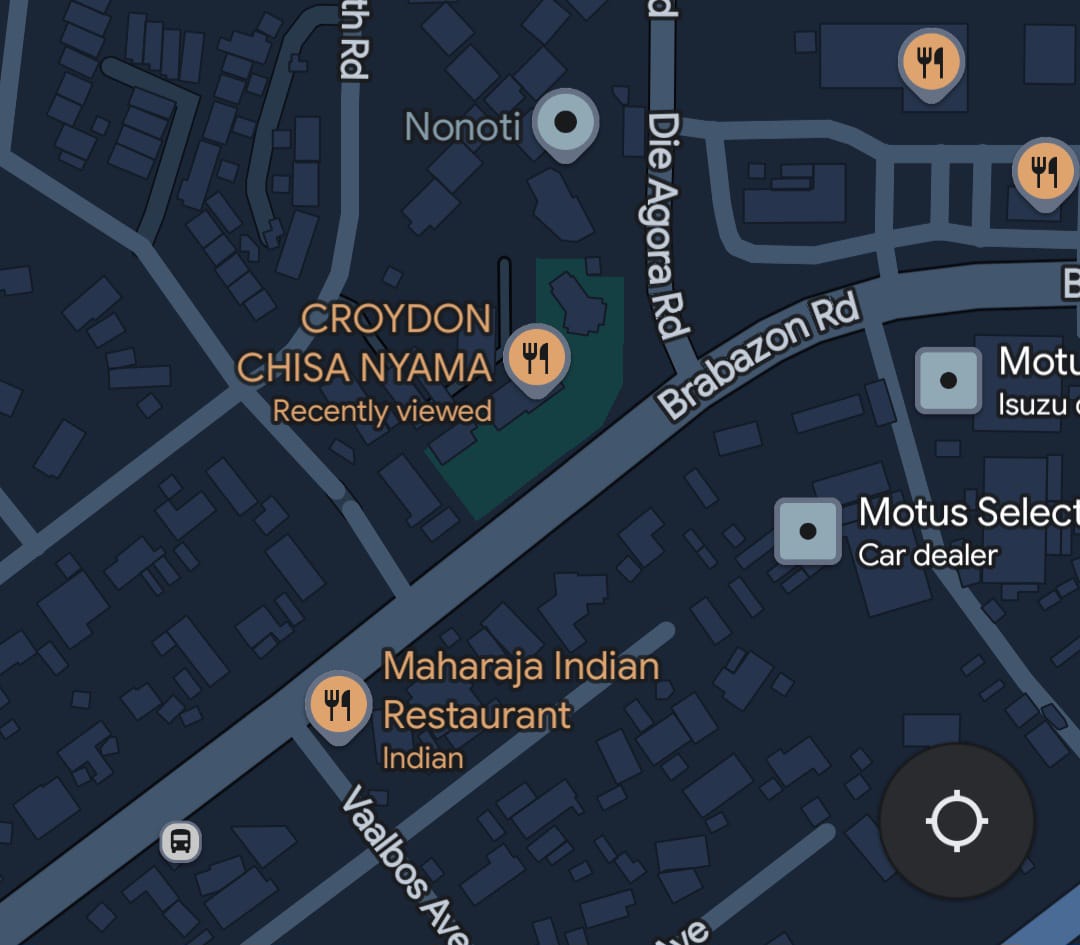 th Rd
d
Nonoti
Die Agora Rd
CROYDON
CHISA NYAMA
Recently viewed
Brabazon Rd
B
Motu
Isuzu
Motus Select
Car dealer
Maharaja Indian
Restaurant
Indian
Vaalbos Ave
Ave